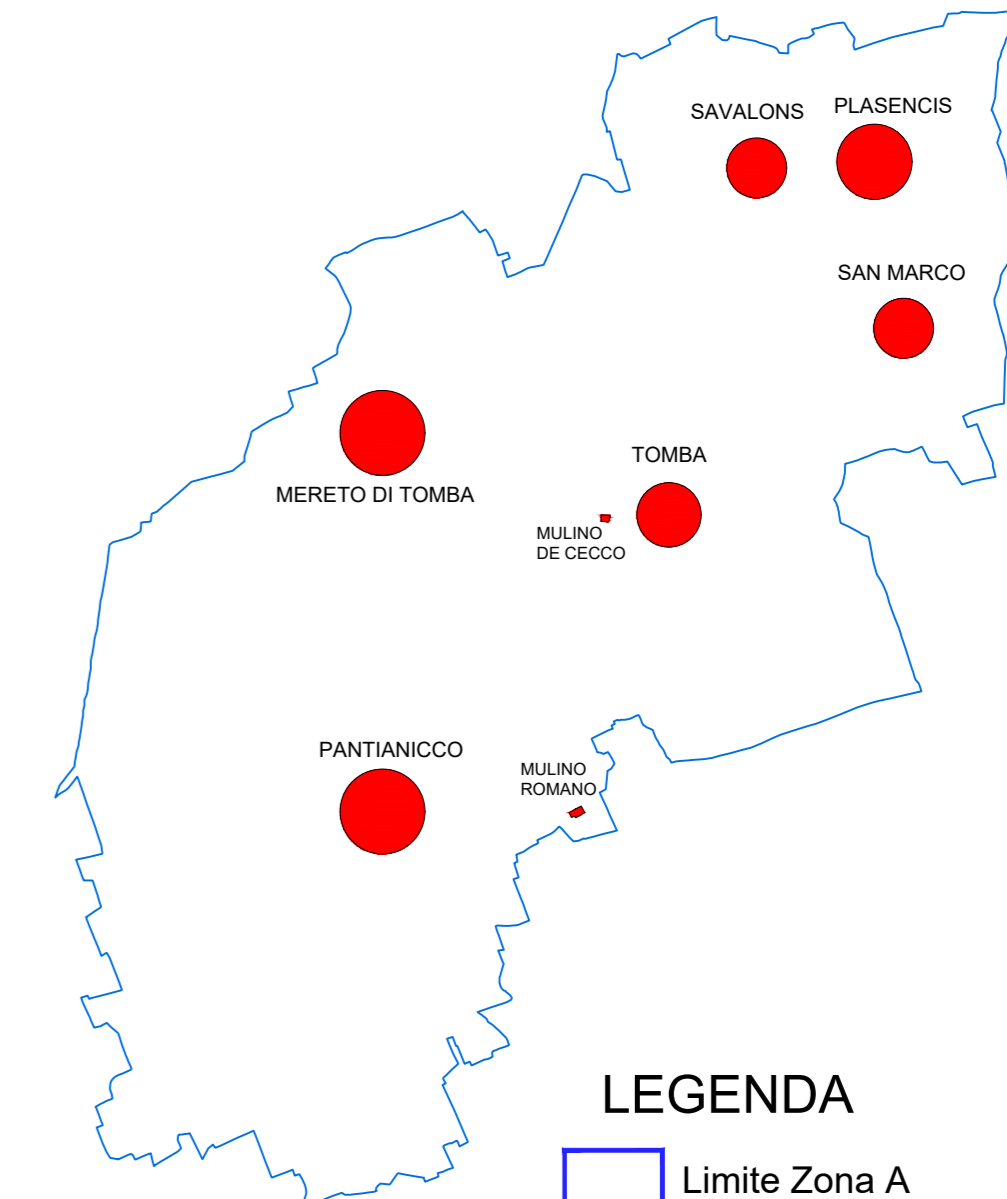 SAVALONS
PLASENCIS
SAN MARCO
MERETO DI TOMBA
TOMBA
MULINO
DE CECCO
PANTIANICCO
MULINO
ROMANO
LEGENDA
Limite Zona A